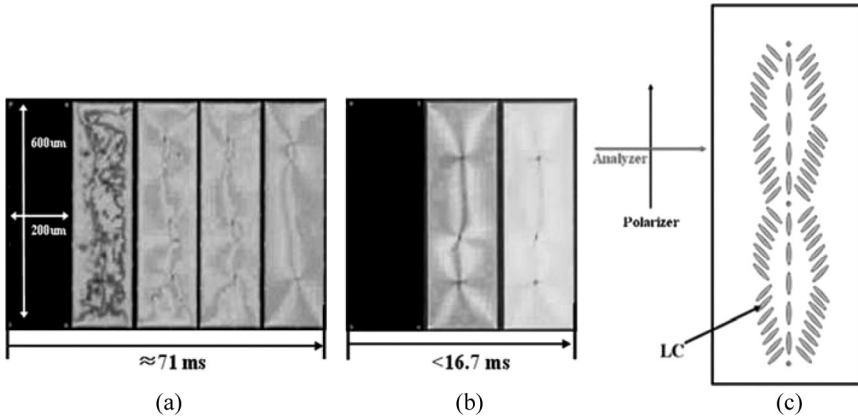 600um
200um
≈71 ms
(a)
<16.7 ms
(b)
Analyzer
Polarizer
LC
(c)